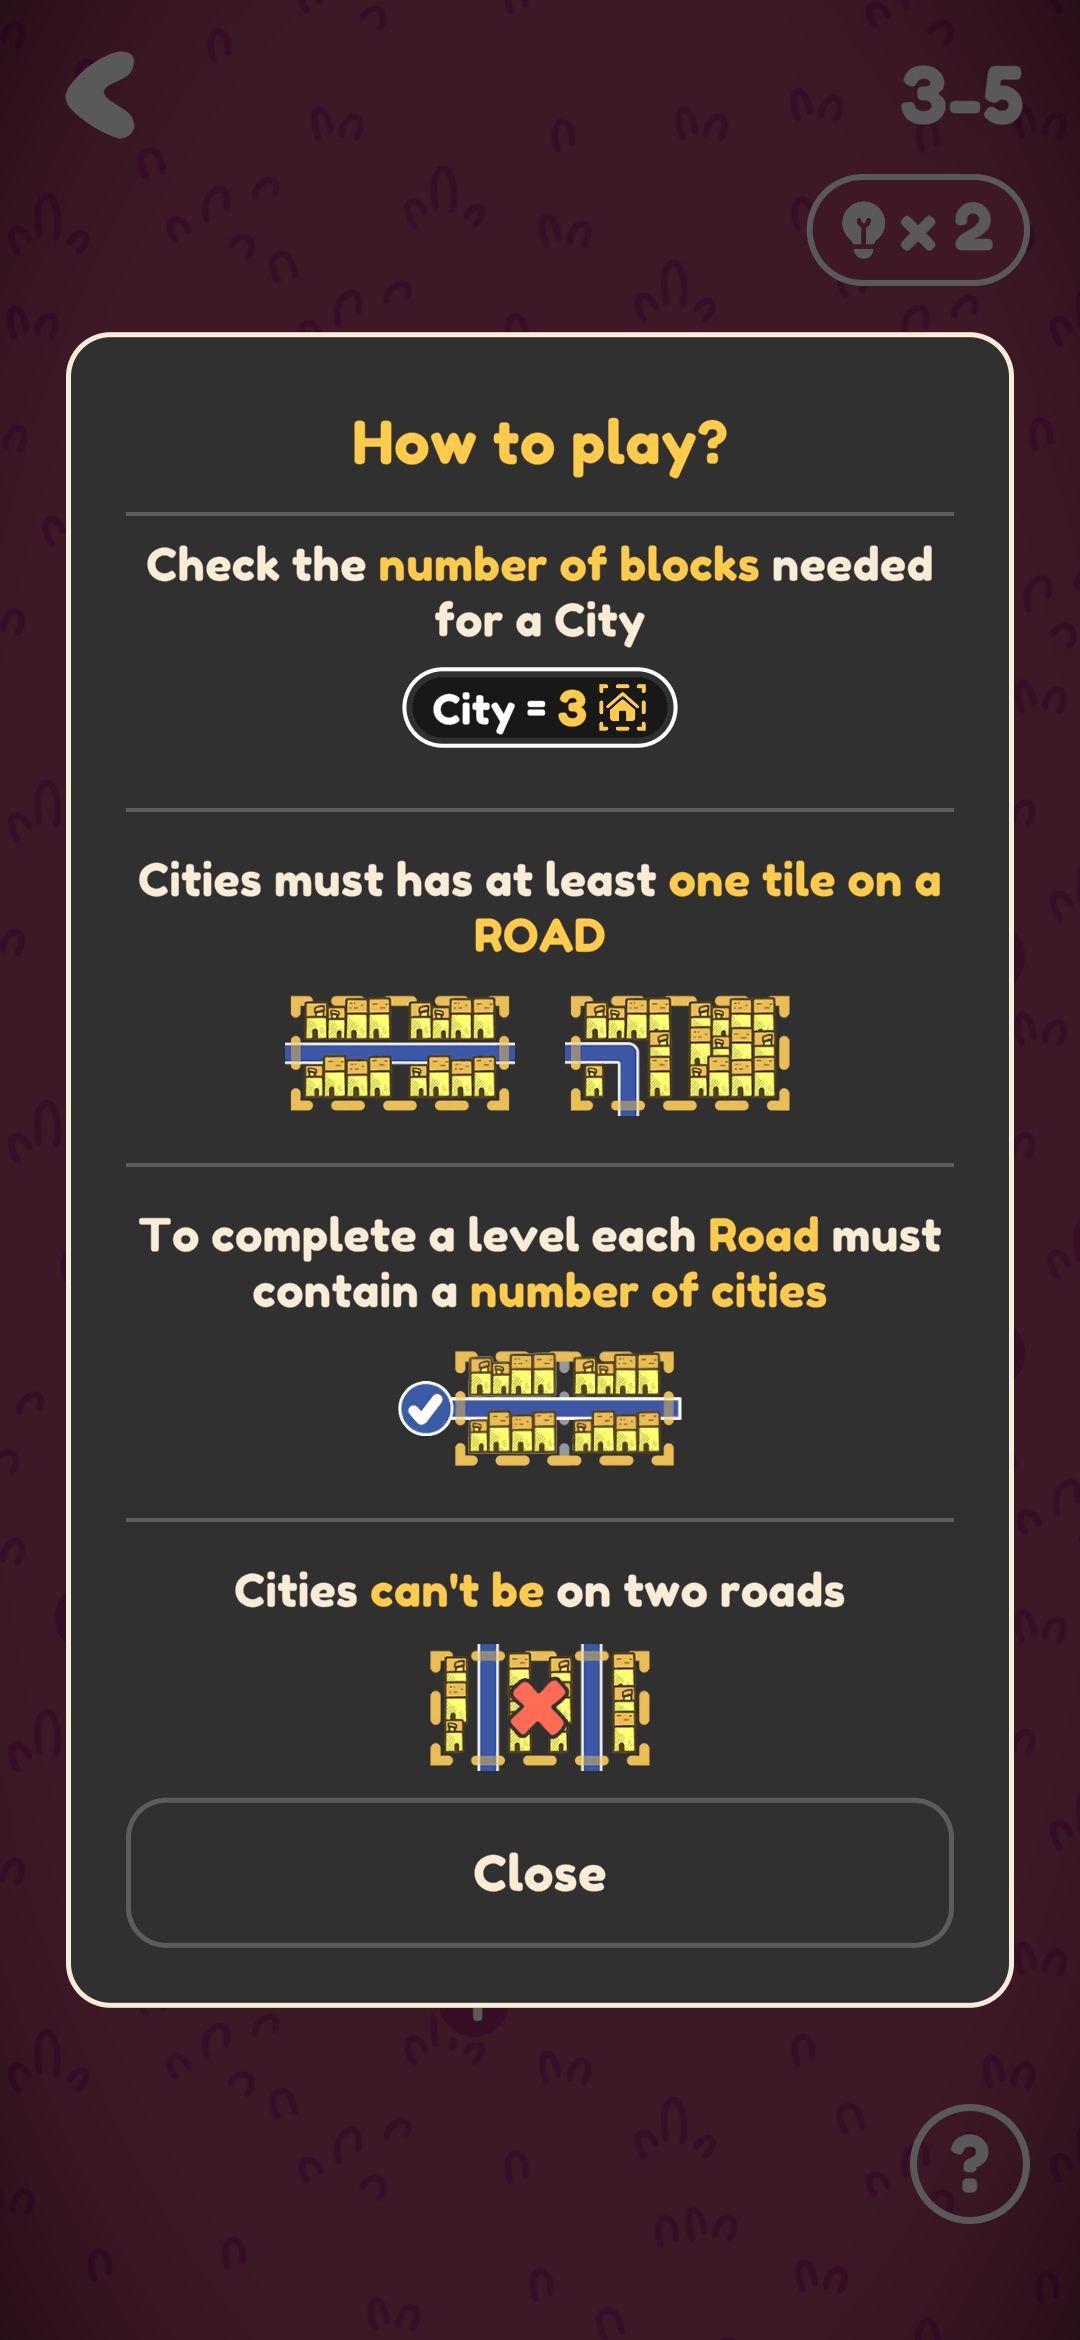 3-5
x 2
How to play?
Check the number of blocks needed
for a City
City = 3
Cities must has at least one tile on a
ROAD
To complete a level each Road must
contain a number of cities
Cities can't be on two roads
Close
?